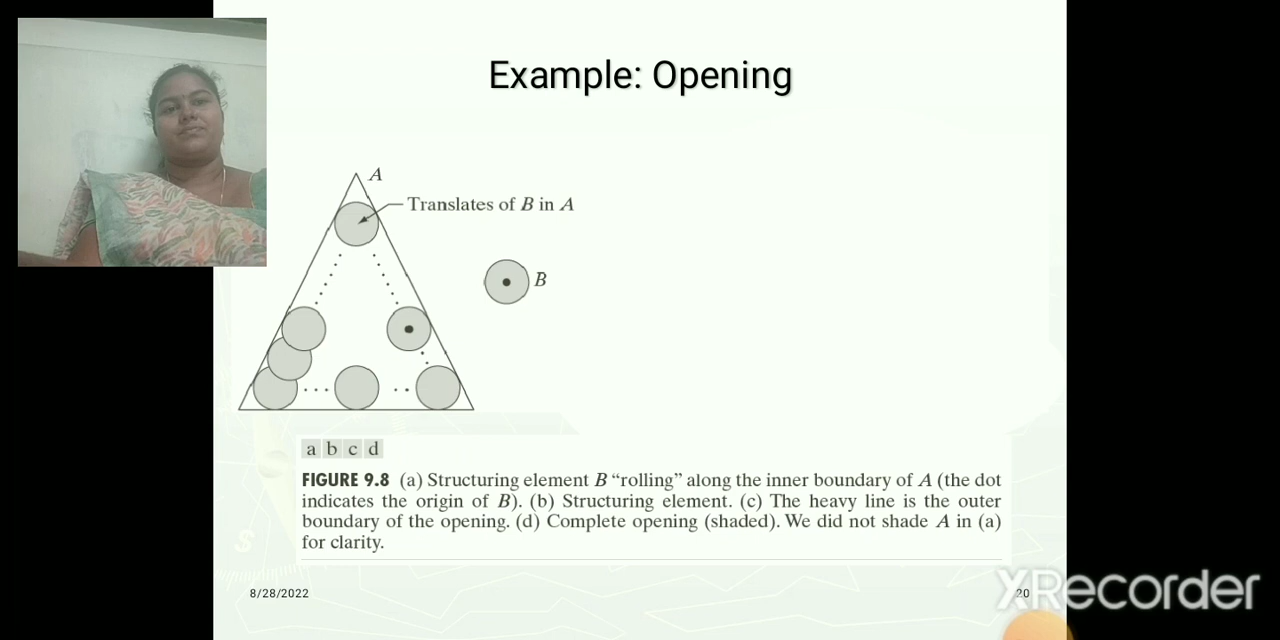 Example: Opening
A
Translates of B in A
B
a b c d
FIGURE 9.8 (a) Structuring element B “rolling” along the inner boundary of A (the dot
indicates the origin of B). (b) Structuring element. (c) The heavy line is the outer
boundary of the opening. (d) Complete opening (shaded). We did not shade A in (a)
for clarity.
8/28/2022
20
XRecorder